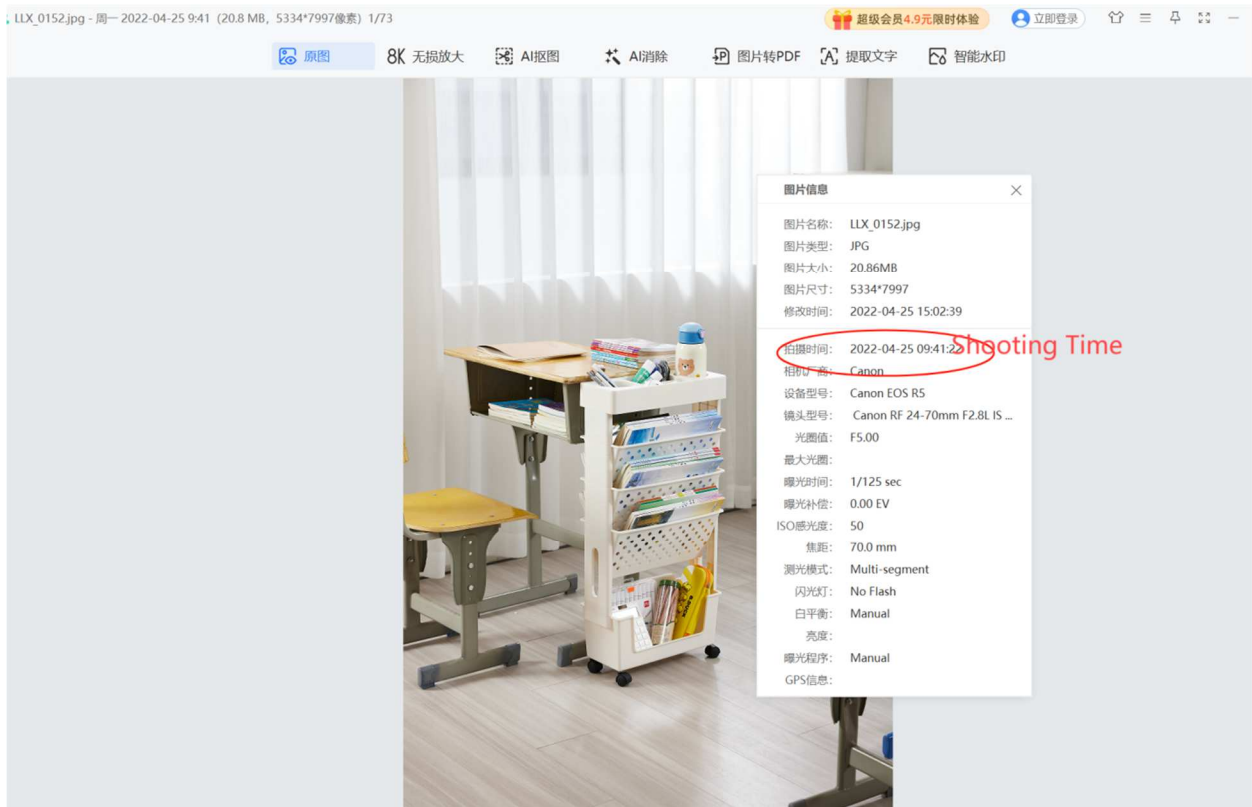 LLX_0152.jpg - 周一 2022-04-25 9:41 (20.8 MB, 5334*7997像素) 1/73
超级会员4.9元限时体验
立即登录
原图
8K 无损放大
AI抠图
AI消除
图片转PDF
提取文字
智能水印
图片信息
图片名称: LLX_0152.jpg
图片类型: JPG
图片大小: 20.86MB
图片尺寸: 5334*7997
修改时间: 2022-04-25 15:02:39
拍摄时间: 2022-04-25 09:41:22
Shooting Time
相机厂商: Canon
设备型号: Canon EOS R5
镜头型号: Canon RF 24-70mm F2.8L IS ...
光圈值: F5.00
最大光圈:
曝光时间: 1/125 sec
曝光补偿: 0.00 EV
ISO感光度: 50
焦距: 70.0 mm
测光模式: Multi-segment
闪光灯: No Flash
白平衡: Manual
亮度:
曝光程序: Manual
GPS信息: